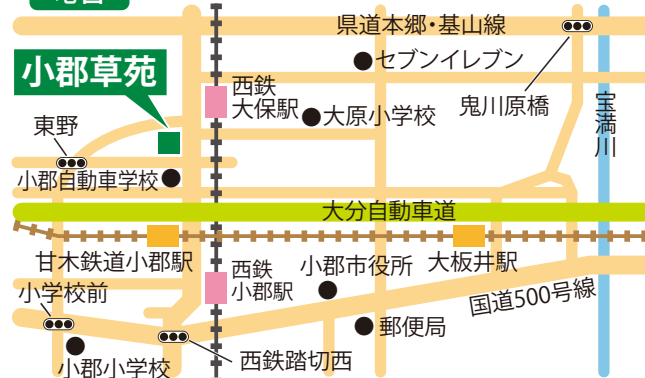 県道本郷・基山線
セブンイレブン
小郡草苑
西鉄
大保駅
大原小学校
鬼川原橋
宝満川
東野
小郡自動車学校
大分自動車道
甘木鉄道小郡駅
西鉄
小郡駅
小郡市役所
大板井駅
国道500号線
小学校前
郵便局
小郡小学校
西鉄踏切西